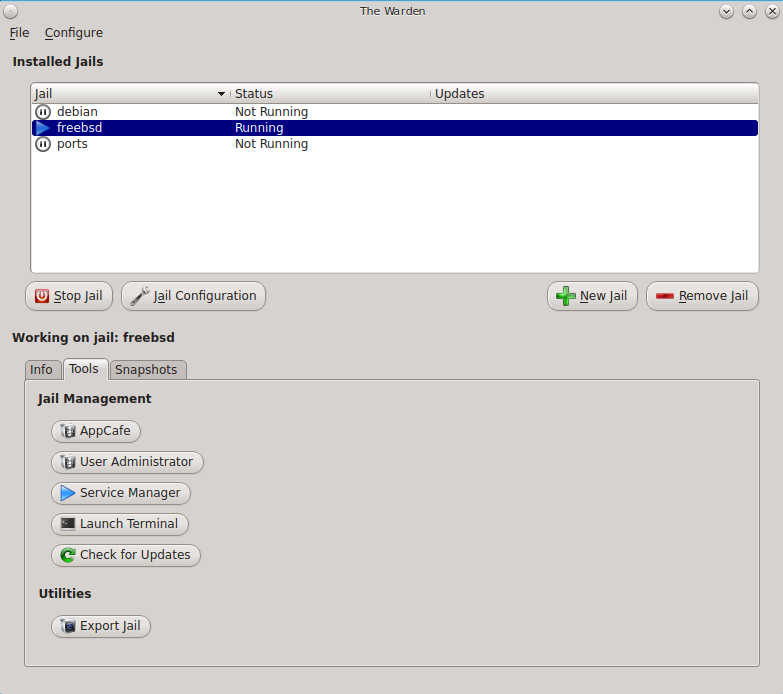 The Warden
File Configure
Installed Jails
Jail Status Updates
debian Not Running
freebsd Running
ports Not Running
Stop Jail Jail Configuration New Jail Remove Jail
Working on jail: freebsd
Info Tools Snapshots
Jail Management
AppCafe
User Administrator
Service Manager
Launch Terminal
Check for Updates
Utilities
Export Jail